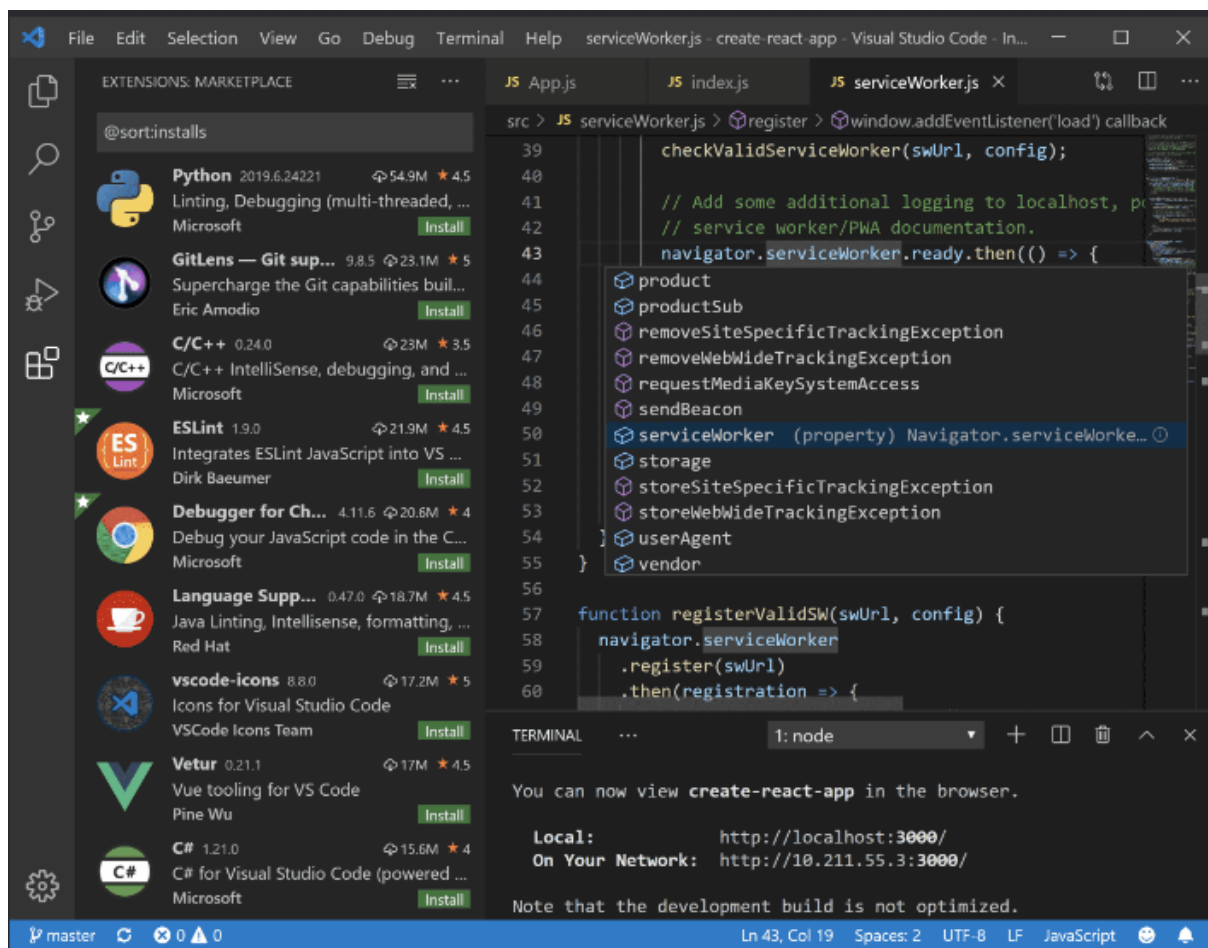 File Edit Selection View Go Debug Terminal Help serviceWorker.js - create-react-app - Visual Studio Code - In...
EXTENSIONS: MARKETPLACE
@sort:installs
Python 2019.6.24221 54.9M ★ 4.5
Linting, Debugging (multi-threaded, ...
Microsoft Install
GitLens — Git sup... 9.8.5 23.1M ★ 5
Supercharge the Git capabilities buil...
Eric Amodio Install
C/C++
C/C++ 0.24.0 23M ★ 3.5
C/C++ IntelliSense, debugging, and ...
Microsoft Install
ES
Lint
ESLint 1.9.0 21.9M ★ 4.5
Integrates ESLint JavaScript into VS ...
Dirk Baeumer Install
Debugger for Ch... 4.11.6 20.6M ★ 4
Debug your JavaScript code in the C...
Microsoft Install
Language Supp... 0.47.0 18.7M ★ 4.5
Java Linting, Intellisense, formatting, ...
Red Hat Install
vscode-icons 8.8.0 17.2M ★ 5
Icons for Visual Studio Code
VSCode Icons Team Install
Vetur 0.21.1 17M ★ 4.5
Vue tooling for VS Code
Pine Wu Install
C#
C# 1.21.0 15.6M ★ 4
C# for Visual Studio Code (powered ...
Microsoft Install
JS App.js JS index.js JS serviceWorker.js
src > JS serviceWorker.js > register > window.addEventListener('load') callback
39 checkValidServiceWorker(swUrl, config);
40
41 // Add some additional logging to localhost, p
42 // service worker/PWA documentation.
43 navigator.serviceWorker.ready.then(() => {
44 product
45 productSub
46 removeSiteSpecificTrackingException
47 removeWebWideTrackingException
48 requestMediaKeySystemAccess
49 sendBeacon
50 serviceWorker (property) Navigator.serviceWorke...
51 storage
52 storeSiteSpecificTrackingException
53 storeWebWideTrackingException
54 } userAgent
55 } vendor
56
57 function registerValidSW(swUrl, config) {
58 navigator.serviceWorker
59 .register(swUrl)
60 .then(registration => {
TERMINAL ... 1: node
You can now view create-react-app in the browser.
Local: http://localhost:3000/
On Your Network: http://10.211.55.3:3000/
Note that the development build is not optimized.
master 0 0 Ln 43, Col 19 Spaces: 2 UTF-8 LF JavaScript